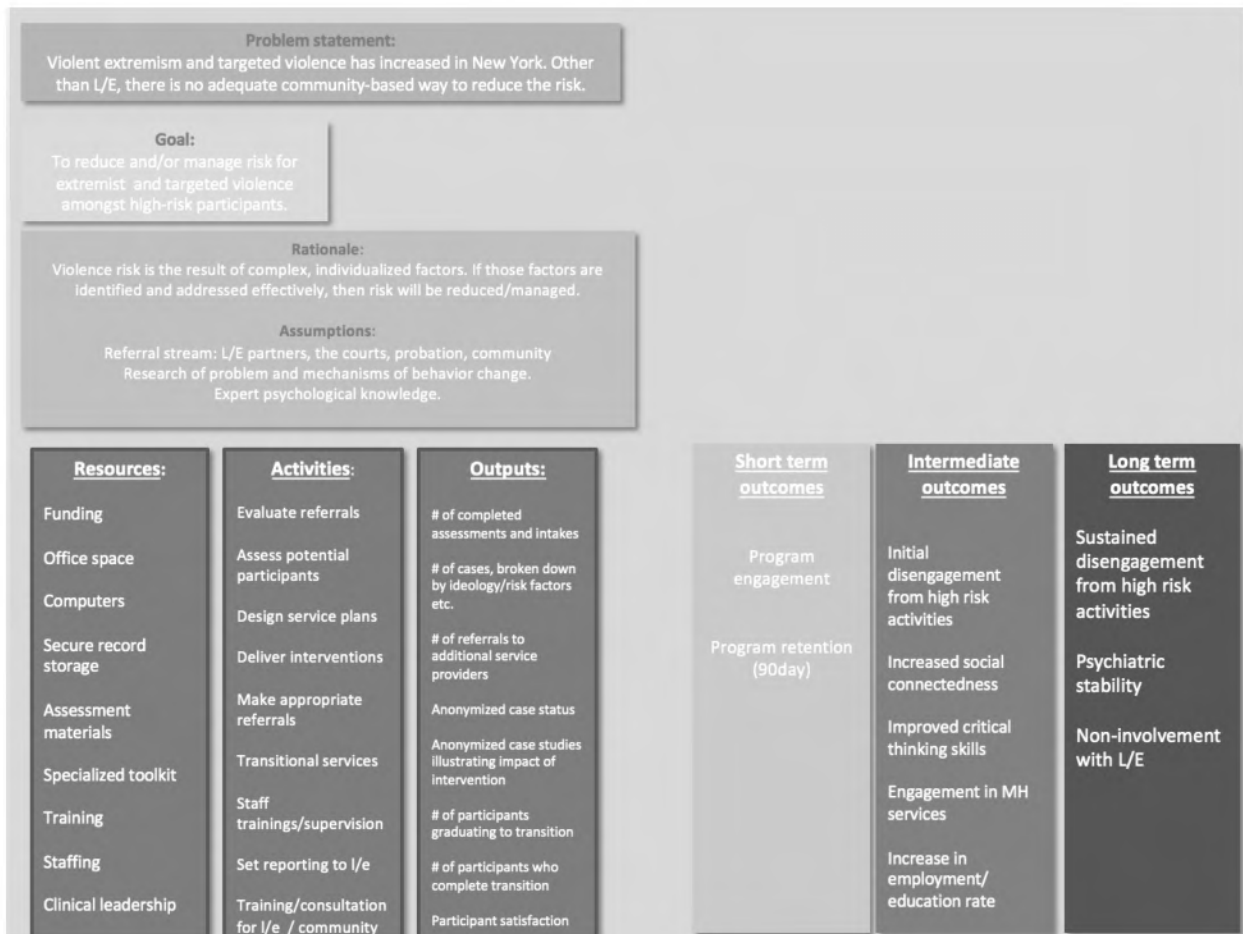 Problem statement:
Violent extremism and targeted violence has increased in New York. Other
than L/E, there is no adequate community-based way to reduce the risk.
Goal:
To reduce and/or manage risk for
extremist and targeted violence
amongst high-risk participants.
Rationale:
Violence risk is the result of complex, individualized factors. If those factors are
identified and addressed effectively, then risk will be reduced/managed.
Assumptions:
Referral stream: L/E partners, the courts, probation, community
Research of problem and mechanisms of behavior change.
Expert psychological knowledge.
Resources:
Funding
Office space
Computers
Secure record
storage
Assessment
materials
Specialized toolkit
Training
Staffing
Clinical leadership
Activities:
Evaluate referrals
Assess potential
participants
Design service plans
Deliver interventions
Make appropriate
referrals
Transitional services
Staff
trainings/supervision
Set reporting to l/e
Training/consultation
for l/e / community
Outputs:
# of completed
assessments and intakes
# of cases, broken down
by ideology/risk factors
etc.
# of referrals to
additional service
providers
Anonymized case status
Anonymized case studies
illustrating impact of
intervention
# of participants
graduating to transition
# of participants who
complete transition
Participant satisfaction
Short term
outcomes
Program
engagement
Program retention
(90day)
Intermediate
outcomes
Initial
disengagement
from high risk
activities
Increased social
connectedness
Improved critical
thinking skills
Engagement in MH
services
Increase in
employment/
education rate
Long term
outcomes
Sustained
disengagement
from high risk
activities
Psychiatric
stability
Non-involvement
with L/E